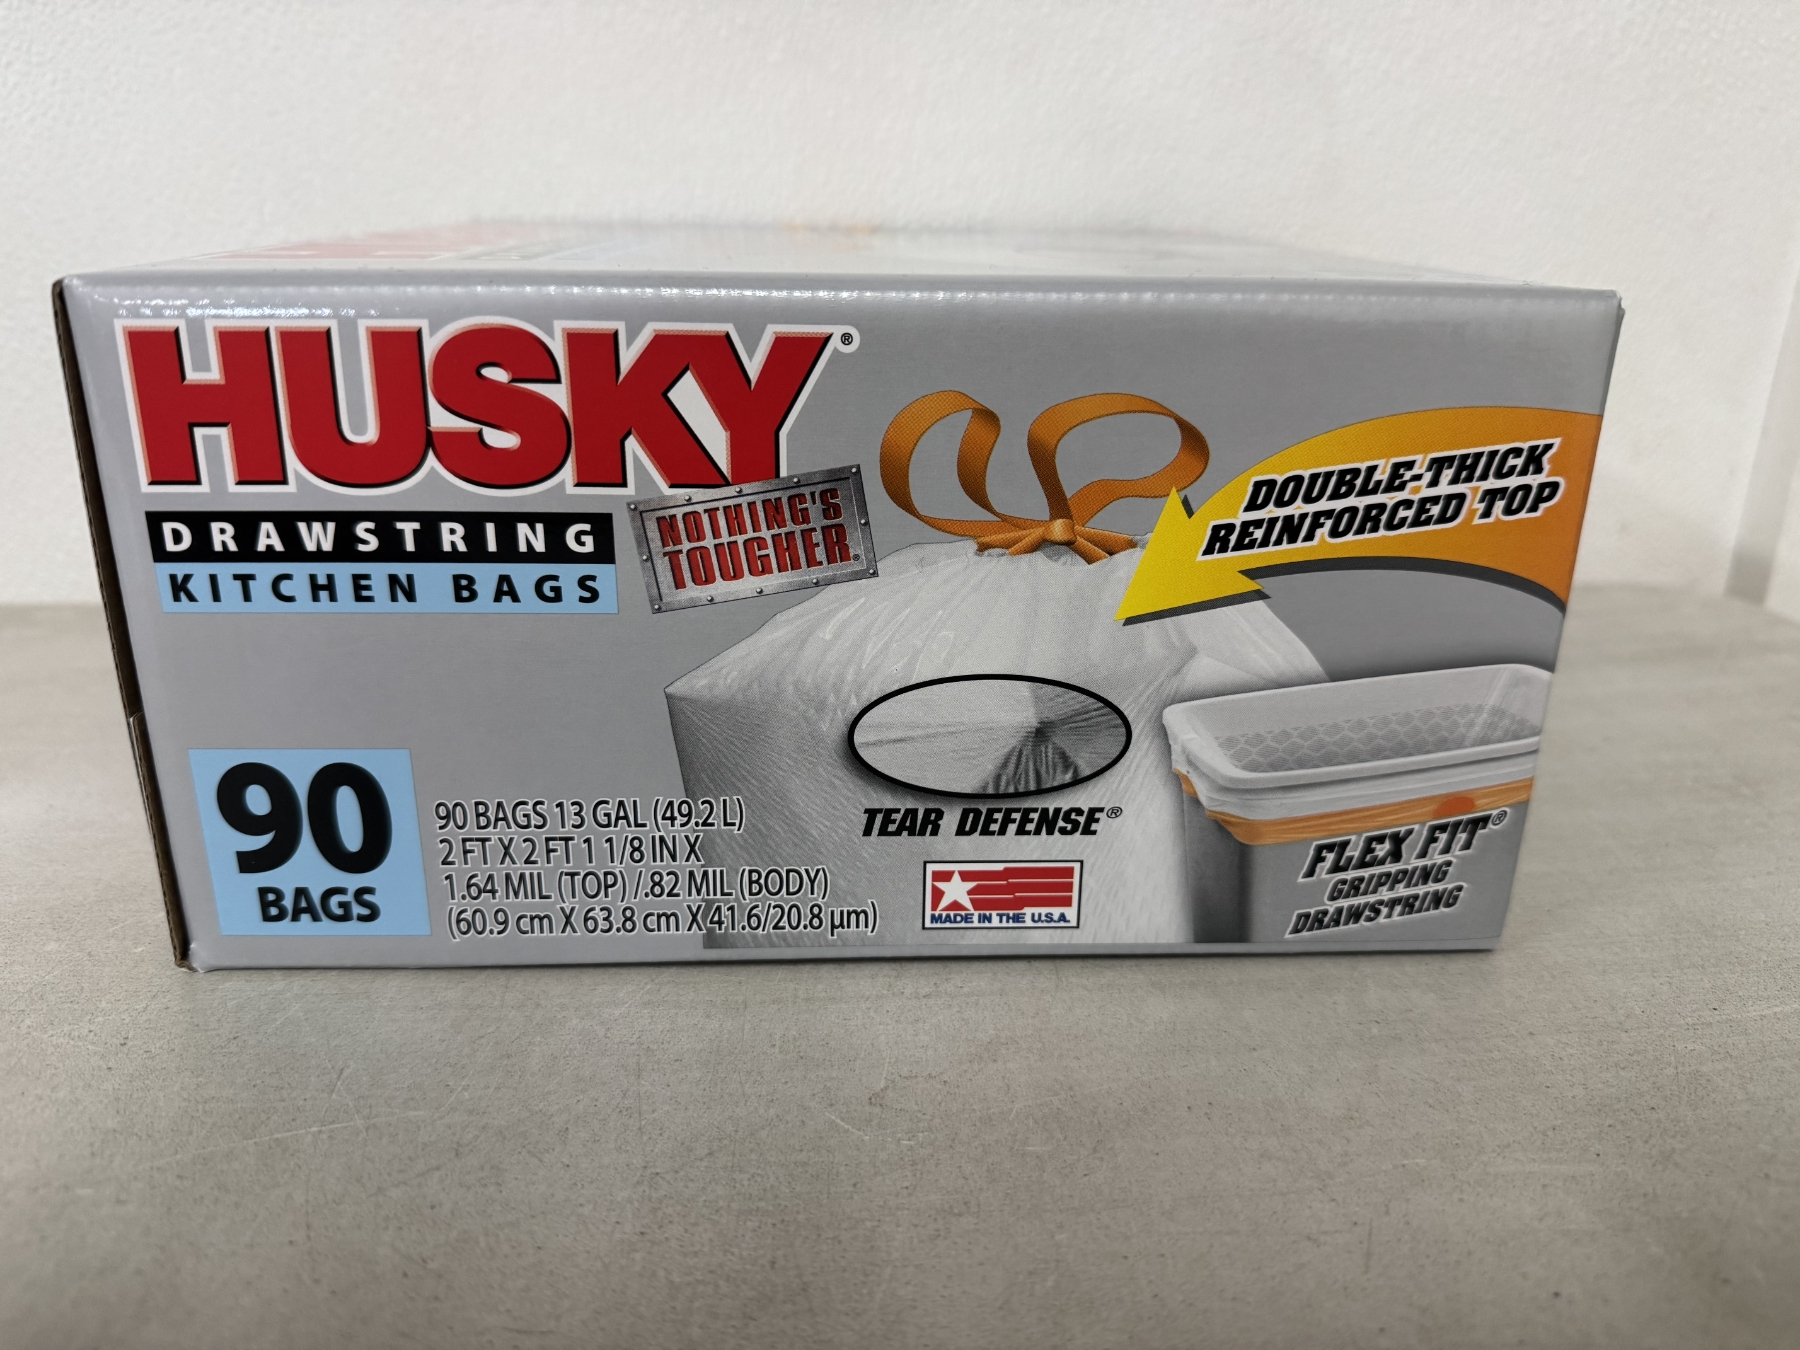 HUSKY®
DRAWSTRING
KITCHEN BAGS
NOTHING'S
TOUGHER®
DOUBLE-THICK
REINFORCED TOP
90
BAGS
90 BAGS 13 GAL (49.2 L)
2 FT X 2 FT 1 1/8 IN X
1.64 MIL (TOP) /.82 MIL (BODY)
(60.9 cm X 63.8 cm X 41.6/20.8 µm)
TEAR DEFENSE®
MADE IN THE U.S.A.
FLEX FIT®
GRIPPING
DRAWSTRING